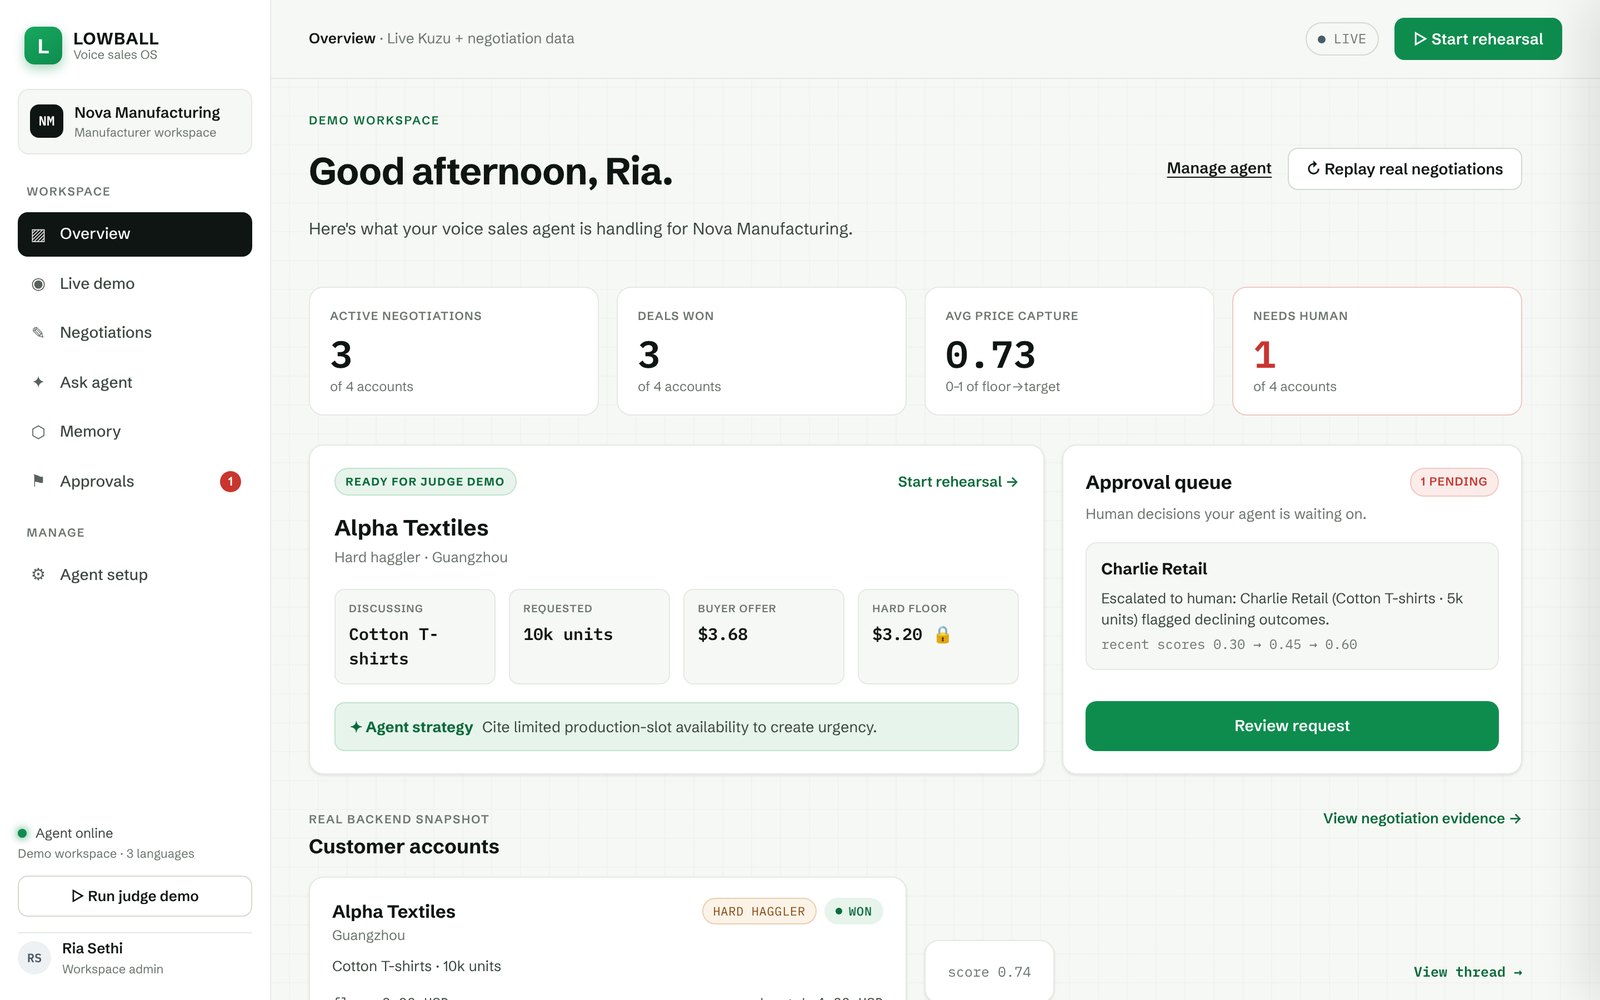 L
LOWBALL
Voice sales OS
NM
Nova Manufacturing
Manufacturer workspace
WORKSPACE
Overview
Live demo
Negotiations
Ask agent
Memory
Approvals
1
MANAGE
Agent setup
Agent online
Demo workspace · 3 languages
Run judge demo
RS
Ria Sethi
Workspace admin
Overview · Live Kuzu + negotiation data
LIVE
Start rehearsal
DEMO WORKSPACE
Good afternoon, Ria.
Manage agent
Replay real negotiations
Here's what your voice sales agent is handling for Nova Manufacturing.
ACTIVE NEGOTIATIONS
3
of 4 accounts
DEALS WON
3
of 4 accounts
AVG PRICE CAPTURE
0.73
0-1 of floor→target
NEEDS HUMAN
1
of 4 accounts
READY FOR JUDGE DEMO
Start rehearsal →
Alpha Textiles
Hard haggler · Guangzhou
DISCUSSING
Cotton T-
shirts
REQUESTED
10k units
BUYER OFFER
$3.68
HARD FLOOR
$3.20 🔒
✦ Agent strategy Cite limited production-slot availability to create urgency.
Approval queue
1 PENDING
Human decisions your agent is waiting on.
Charlie Retail
Escalated to human: Charlie Retail (Cotton T-shirts · 5k
units) flagged declining outcomes.
recent scores 0.30 → 0.45 → 0.60
Review request
REAL BACKEND SNAPSHOT
Customer accounts
View negotiation evidence →
Alpha Textiles
HARD HAGGLER
WON
Guangzhou
Cotton T-shirts · 10k units
score 0.74
View thread →